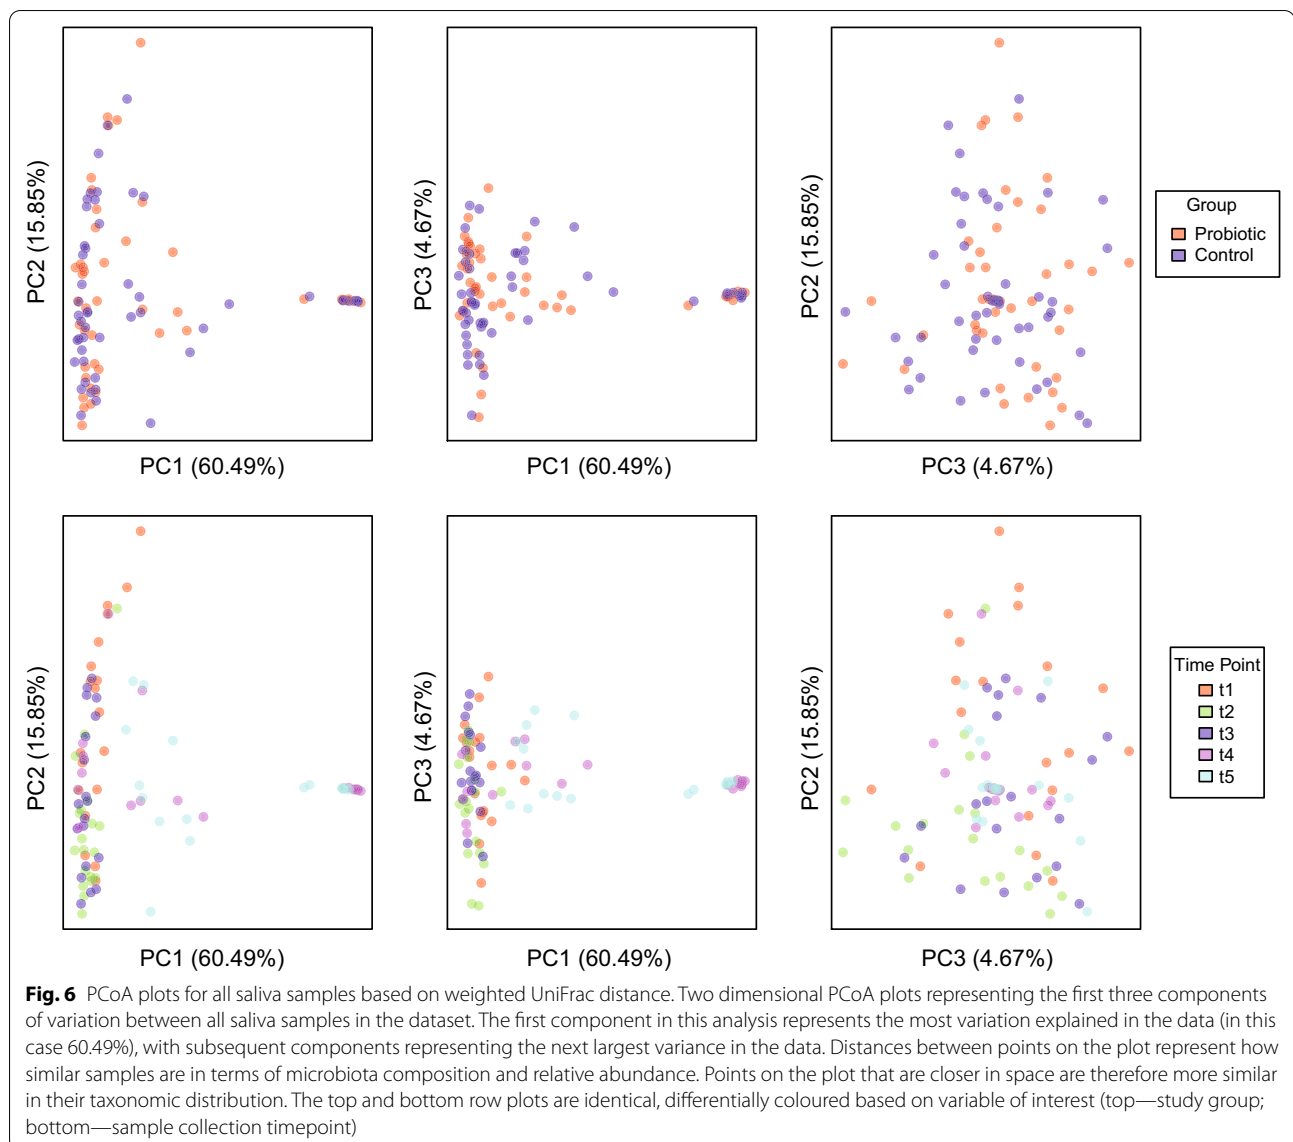 PC2 (15.85%)
PC1 (60.49%)
PC3 (4.67%)
PC1 (60.49%)
PC2 (15.85%)
PC3 (4.67%)
Group
Probiotic
Control
PC2 (15.85%)
PC1 (60.49%)
PC3 (4.67%)
PC1 (60.49%)
PC2 (15.85%)
PC3 (4.67%)
Time Point
t1
t2
t3
t4
t5
Fig. 6 PCoA plots for all saliva samples based on weighted UniFrac distance. Two dimensional PCoA plots representing the first three components
of variation between all saliva samples in the dataset. The first component in this analysis represents the most variation explained in the data (in this
case 60.49%), with subsequent components representing the next largest variance in the data. Distances between points on the plot represent how
similar samples are in terms of microbiota composition and relative abundance. Points on the plot that are closer in space are therefore more similar
in their taxonomic distribution. The top and bottom row plots are identical, differentially coloured based on variable of interest (top—study group;
bottom—sample collection timepoint)